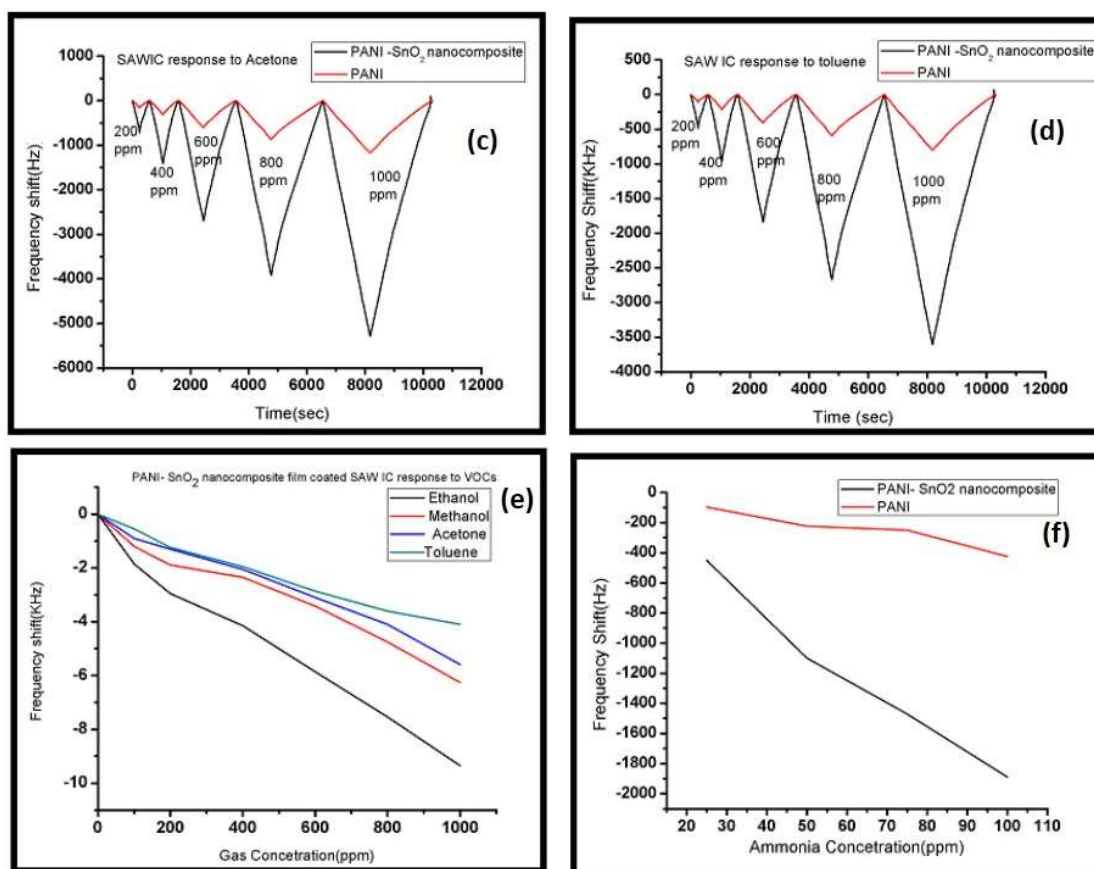 SAWIC response to Acetone
PANI -SnO₂ nanocomposite
PANI
(c)
Frequency shift(Hz)
1000
0
-1000
-2000
-3000
-4000
-5000
-6000
200
ppm
400
ppm
600
ppm
800
ppm
1000
ppm
0 2000 4000 6000 8000 10000 12000
Time(sec)
SAW IC response to toluene
PANI -SnO₂ nanocomposite
PANI
(d)
Frequency Shiff(KHz)
500
0
-500
-1000
-1500
-2000
-2500
-3000
-3500
-4000
200
ppm
400
ppm
600
ppm
800
ppm
1000
ppm
0 2000 4000 6000 8000 10000 12000
Time (sec)
PANI- SnO₂ nanocomposite film coated SAW IC response to VOCs
Ethanol
Methanol
Acetone
Toluene
(e)
Frequency shift(KHz)
0
-2
-4
-6
-8
-10
0 200 400 600 800 1000
Gas Concetration(ppm)
PANI- SnO2 nanocomposite
PANI
(f)
Frequency Shift(Hz)
0
-200
-400
-600
-800
-1000
-1200
-1400
-1600
-1800
-2000
20 30 40 50 60 70 80 90 100 110
Ammonia Concetration(ppm)